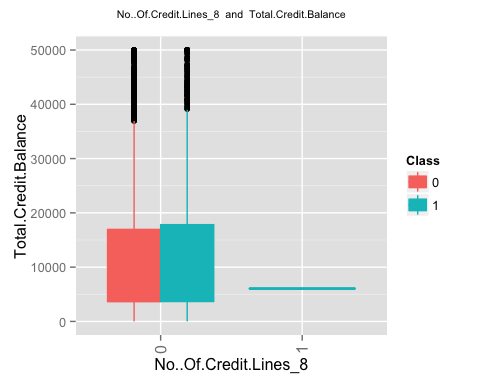 No..Of.Credit.Lines_8 and Total.Credit.Balance
50000
40000
30000
20000
10000
0
Total.Credit.Balance
0
1
No..Of.Credit.Lines_8
Class
0
1